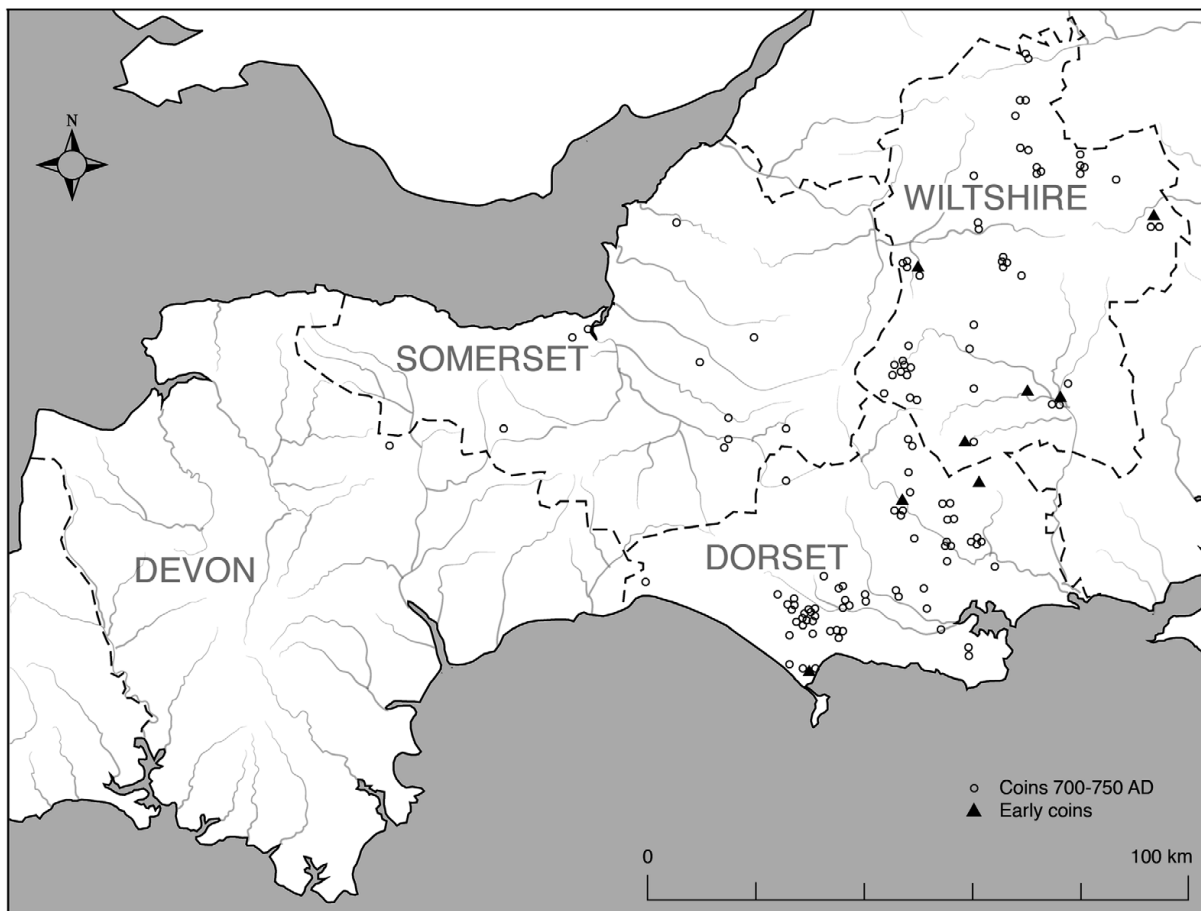 N
WILTSHIRE
SOMERSET
DORSET
DEVON
Coins 700-750 AD
Early coins
0 100 km